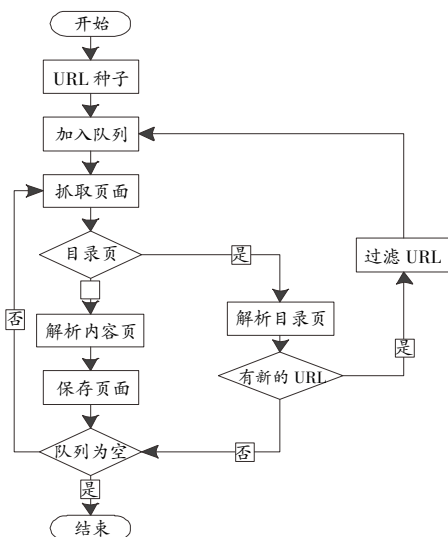 开始
URL 种子
加入队列
抓取页面
目录页
是
过滤 URL
否
解析内容页
解析目录页
是
保存页面
有新的 URL
队列为空
否
是
结束